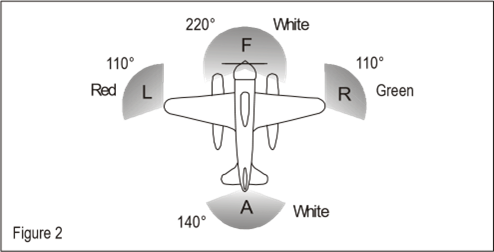 220° White
F
110° 110°
Red L R Green
A
140° White
Figure 2